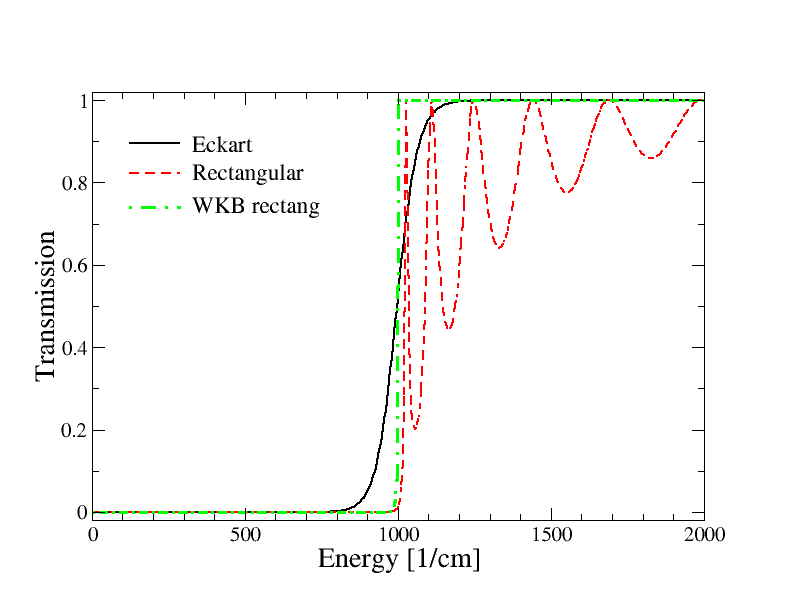 1
0.8
0.6
0.4
0.2
0
Transmission
Eckart
Rectangular
WKB rectang
0 500 1000 1500 2000
Energy [1/cm]